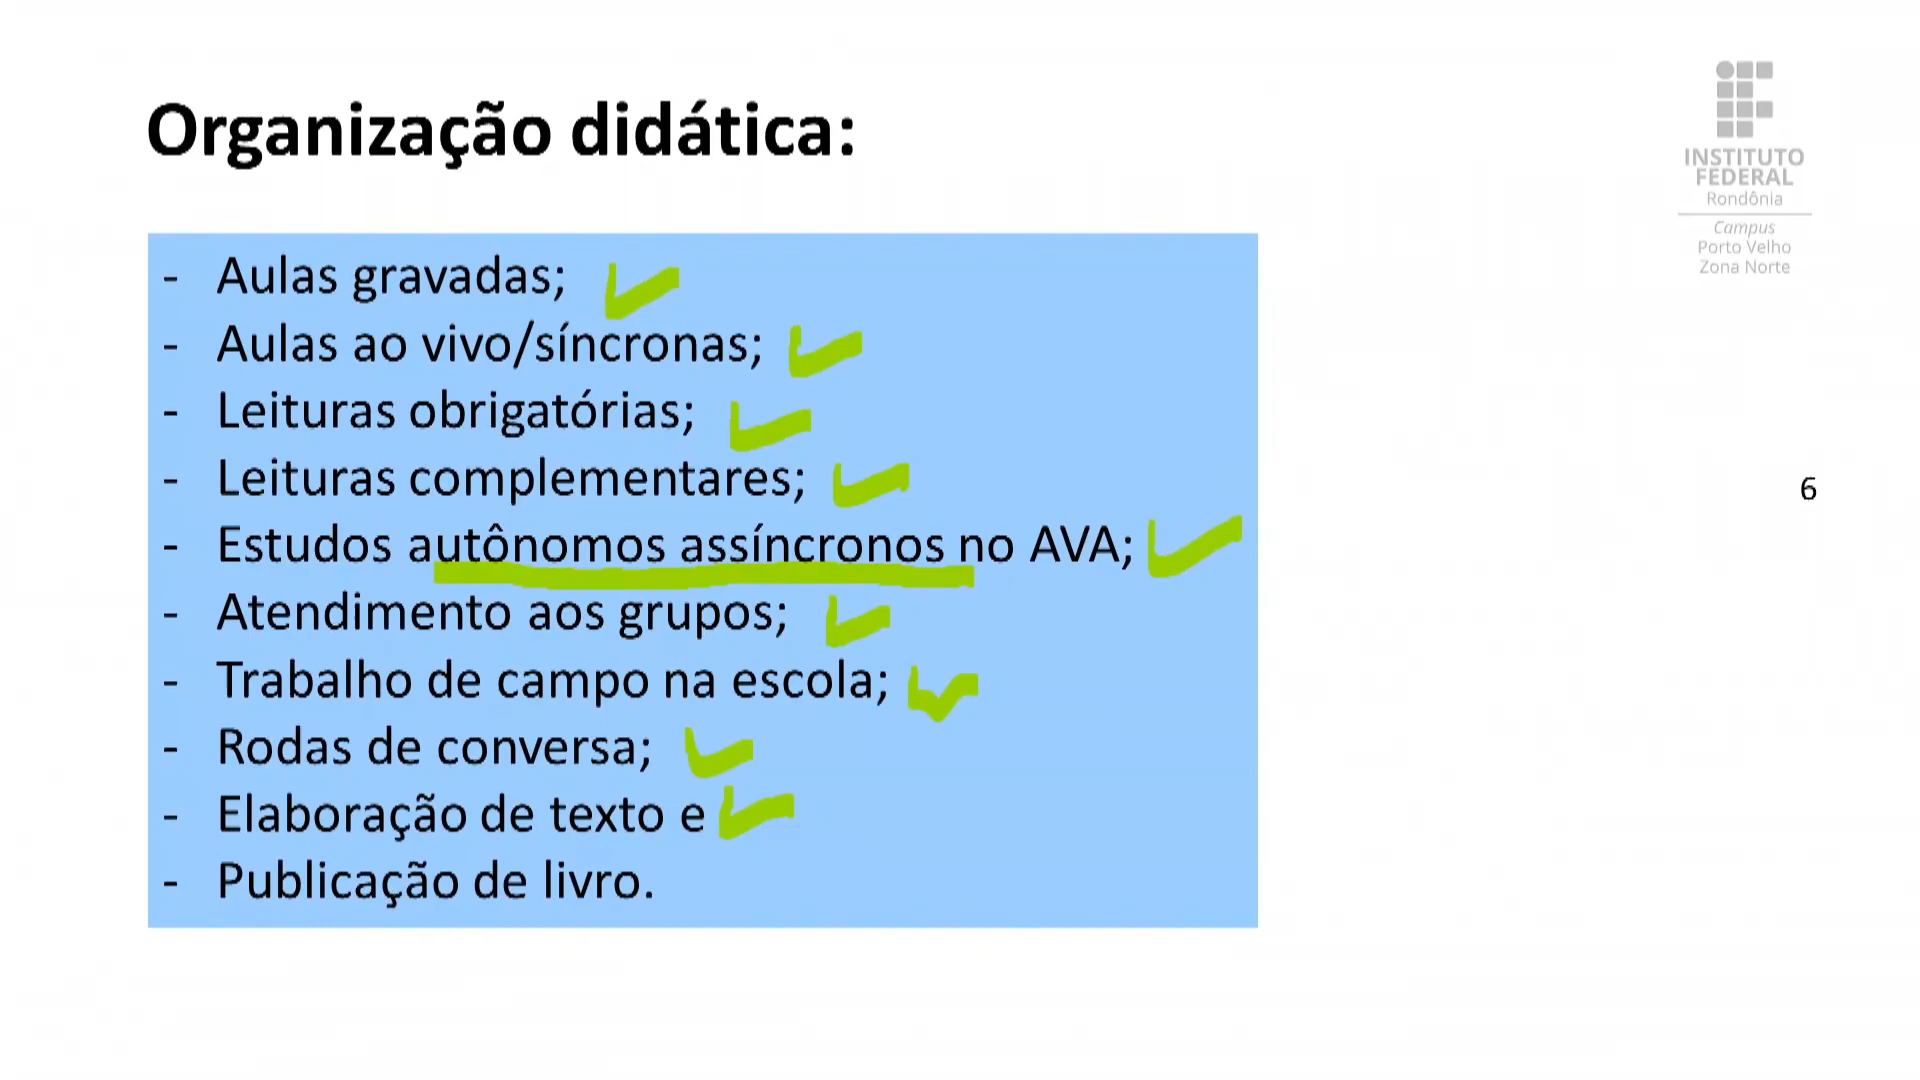 Organização didática:
INSTITUTO
FEDERAL
Rondônia
Campus
Porto Velho
Zona Norte
- Aulas gravadas;
- Aulas ao vivo/síncronas;
- Leituras obrigatórias;
- Leituras complementares;
- Estudos autônomos assíncronos no AVA;
- Atendimento aos grupos;
- Trabalho de campo na escola;
- Rodas de conversa;
- Elaboração de texto e
- Publicação de livro.
6